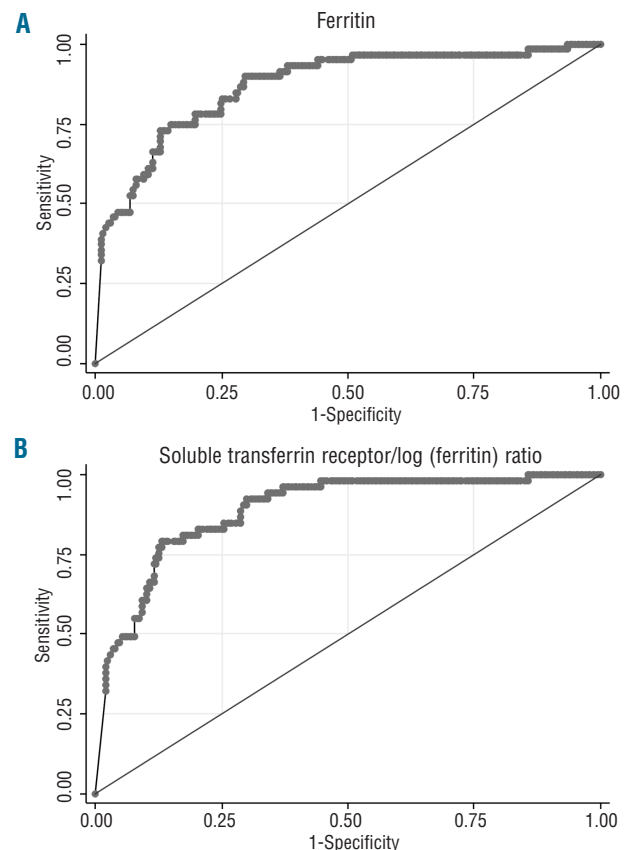 A
Ferritin
1.00
0.75
0.50
0.25
0.00
Sensitivity
0.00 0.25 0.50 0.75 1.00
1-Specificity
B
Soluble transferrin receptor/log (ferritin) ratio
1.00
0.75
0.50
0.25
0.00
Sensitivity
0.00 0.25 0.50 0.75 1.00
1-Specificity